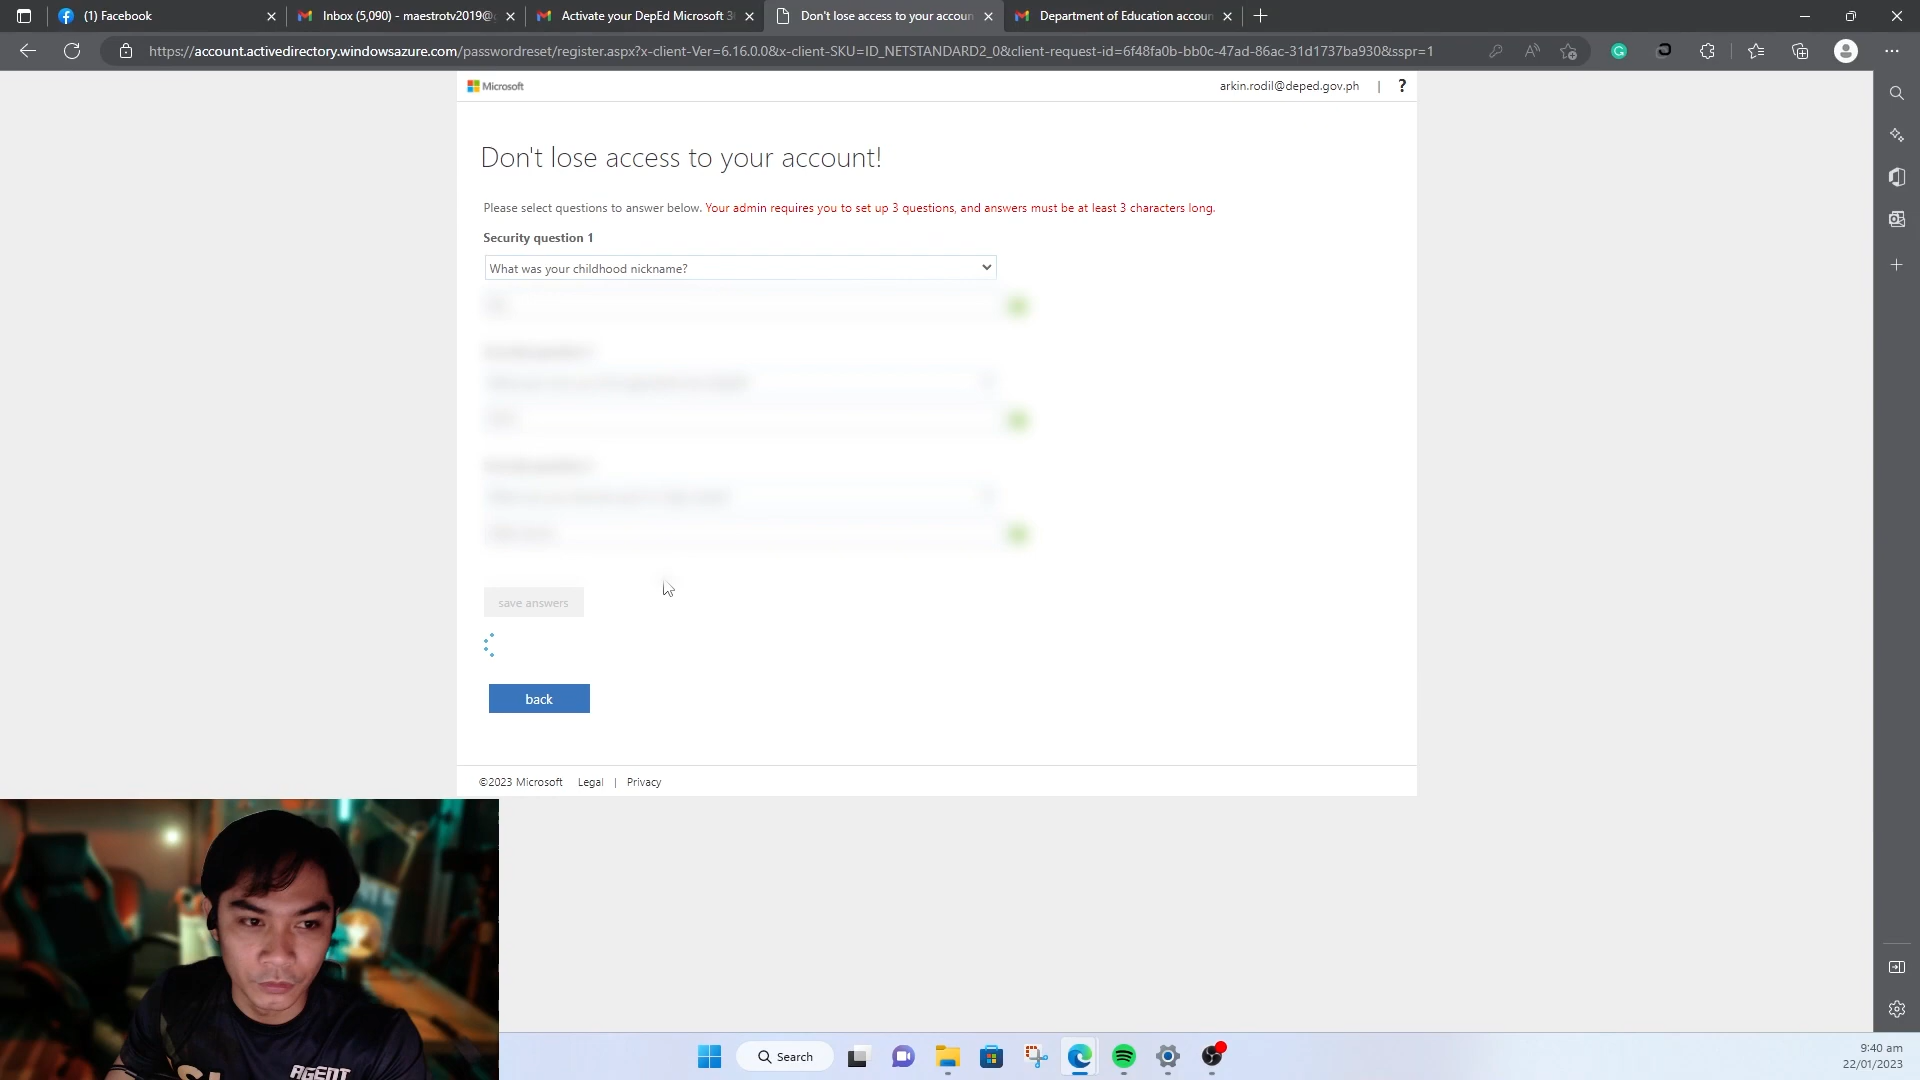 (1) Facebook
Inbox (5,090) - maestrotv2019@
Activate your DepEd Microsoft 3
Don't lose access to your accoun
Department of Education accoun
https://account.activedirectory.windowsazure.com/passwordreset/register.aspx?x-client-Ver=6.16.0.0&x-client-SKU=ID_NETSTANDARD2_0&client-request-id=6f48fa0b-bb0c-47ad-86ac-31d1737ba930&sspr=1
Microsoft
arkin.rodil@deped.gov.ph | ?
Don't lose access to your account!
Please select questions to answer below. Your admin requires you to set up 3 questions, and answers must be at least 3 characters long.
Security question 1
What was your childhood nickname?
save answers
back
©2023 Microsoft Legal | Privacy
AGENT
Search
9:40 am
22/01/2023